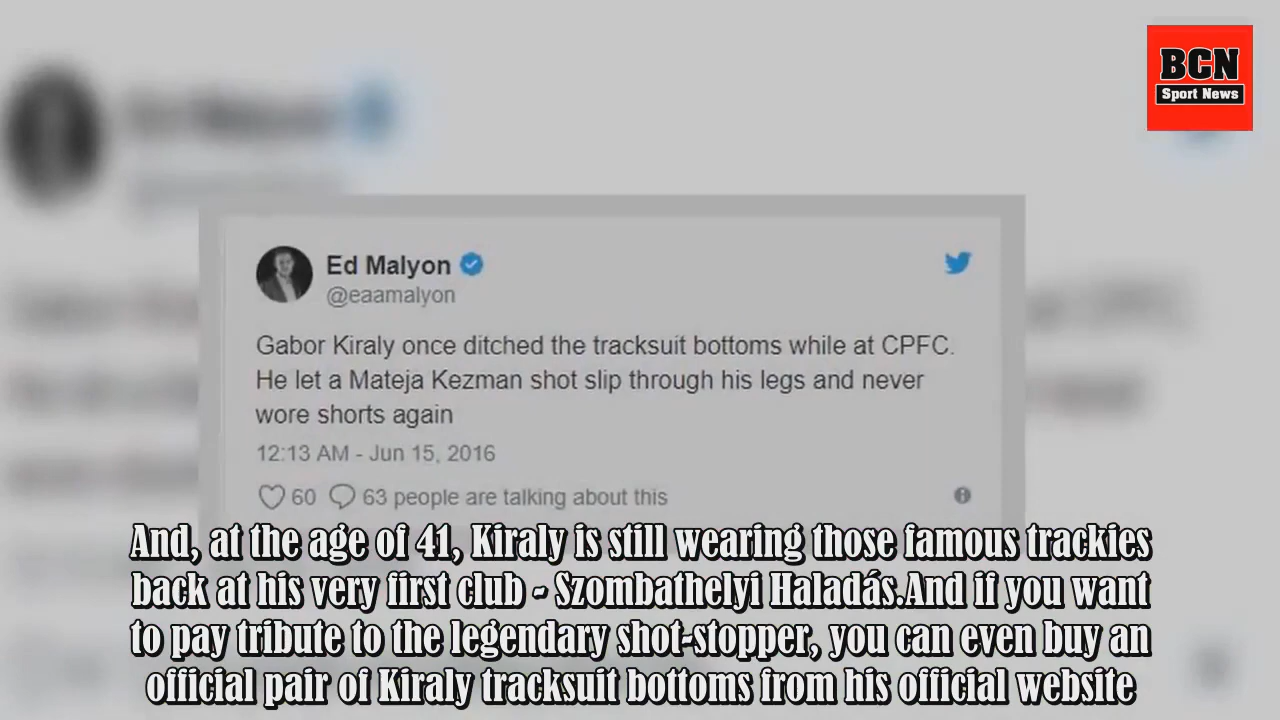 BCN
Sport News
Ed Malyon
@eaamalyon
Gabor Kiraly once ditched the tracksuit bottoms while at CPFC.
He let a Mateja Kezman shot slip through his legs and never
wore shorts again
12:13 AM - Jun 15, 2016
60 63 people are talking about this
And, at the age of 41, Kiraly is still wearing those famous trackies
back at his very first club - Szombathelyi Haladás.And if you want
to pay tribute to the legendary shot-stopper, you can even buy an
official pair of Kiraly tracksuit bottoms from his official website